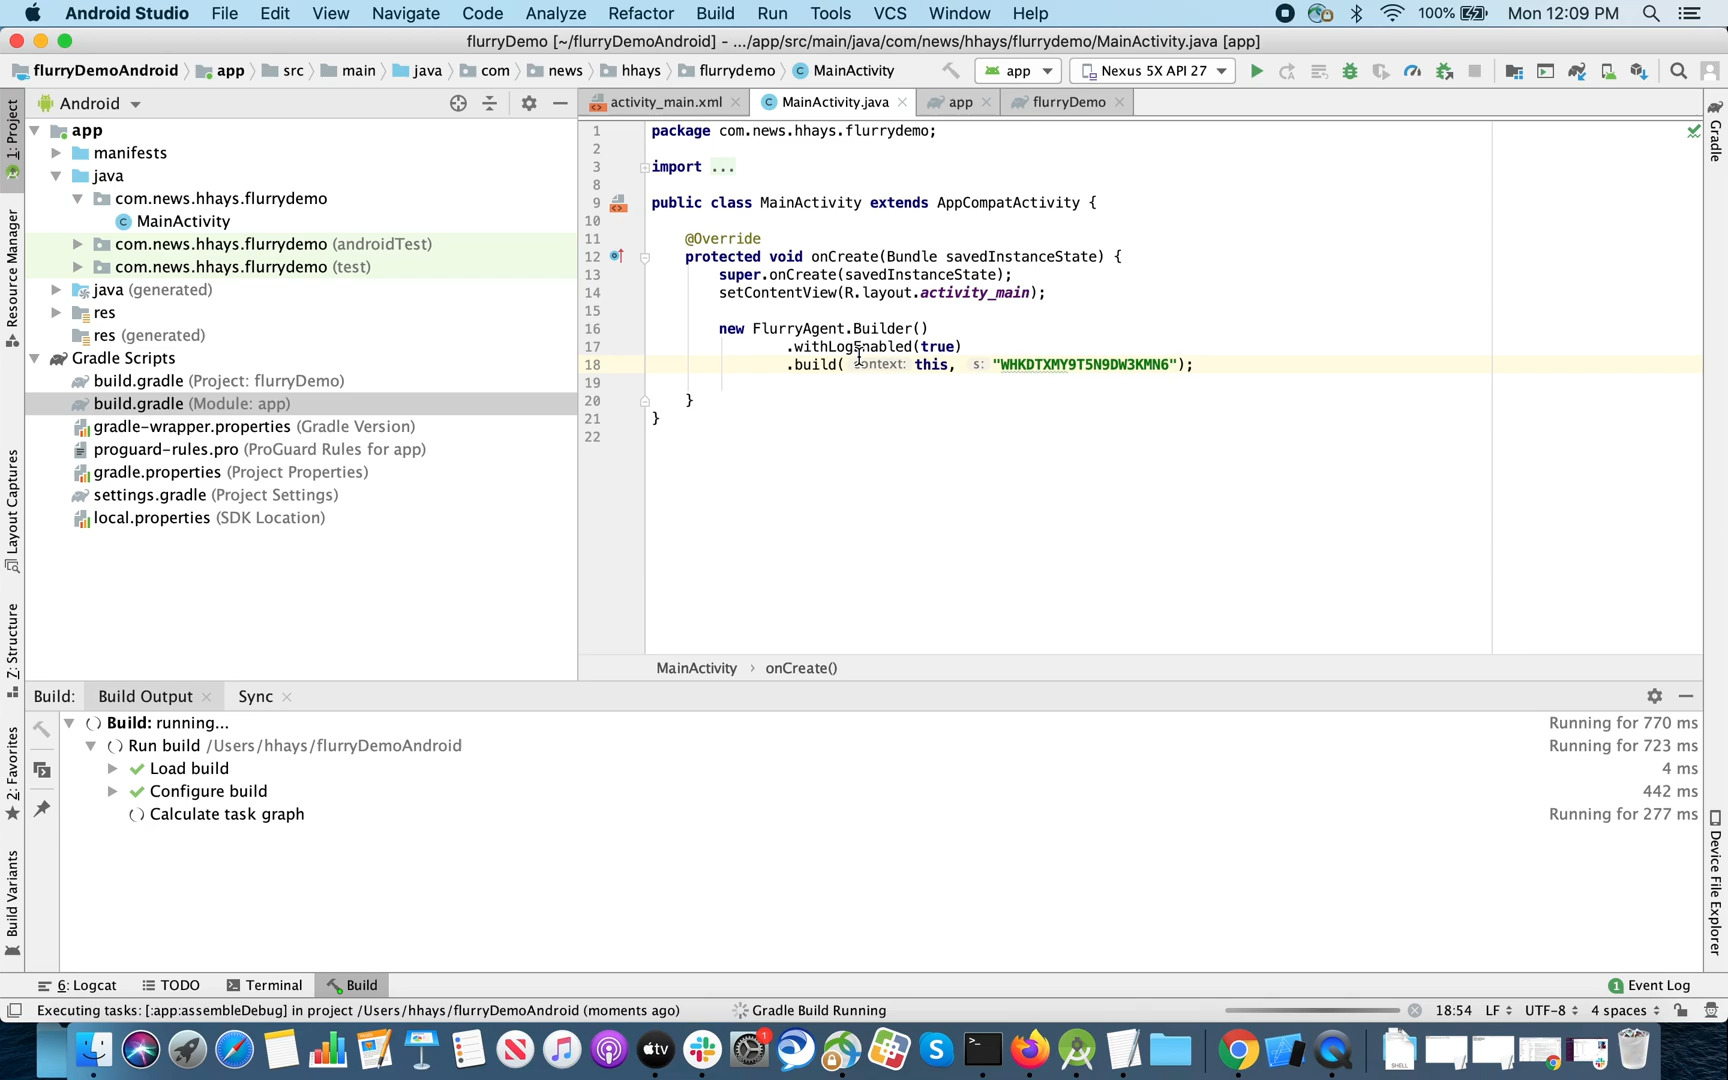 Android Studio File Edit View Navigate Code Analyze Refactor Build Run Tools VCS Window Help 100% Mon 12:09 PM
flurryDemo [~/flurryDemoAndroid] - .../app/src/main/java/com/news/hhays/flurrydemo/MainActivity.java [app]
flurryDemoAndroid app src main java com news hhays flurrydemo MainActivity app Nexus 5X API 27
Android activity_main.xml MainActivity.java app flurryDemo
1: Project
Resource Manager
Layout Captures
Z: Structure
2: Favorites
Build Variants
app
manifests
java
com.news.hhays.flurrydemo
MainActivity
com.news.hhays.flurrydemo (androidTest)
com.news.hhays.flurrydemo (test)
java (generated)
res
res (generated)
Gradle Scripts
build.gradle (Project: flurryDemo)
build.gradle (Module: app)
gradle-wrapper.properties (Gradle Version)
proguard-rules.pro (ProGuard Rules for app)
gradle.properties (Project Properties)
settings.gradle (Project Settings)
local.properties (SDK Location)
1 package com.news.hhays.flurrydemo;
2
3 import ...
8
9 public class MainActivity extends AppCompatActivity {
10
11 @Override
12 protected void onCreate(Bundle savedInstanceState) {
13 super.onCreate(savedInstanceState);
14 setContentView(R.layout.activity_main);
15
16 new FlurryAgent.Builder()
17 .withLogEnabled(true)
18 .build( context: this, s: "WHKDTXMY9T5N9DW3KMN6");
19
20 }
21 }
22
MainActivity > onCreate()
Gradle
Device File Explorer
Build: Build Output Sync
Build: running... Running for 770 ms
Run build /Users/hhays/flurryDemoAndroid Running for 723 ms
Load build 4 ms
Configure build 442 ms
Calculate task graph Running for 277 ms
6: Logcat TODO Terminal Build 1 Event Log
Executing tasks: [:app:assembleDebug] in project /Users/hhays/flurryDemoAndroid (moments ago) Gradle Build Running 18:54 LF UTF-8 4 spaces
tv
1
SHELL